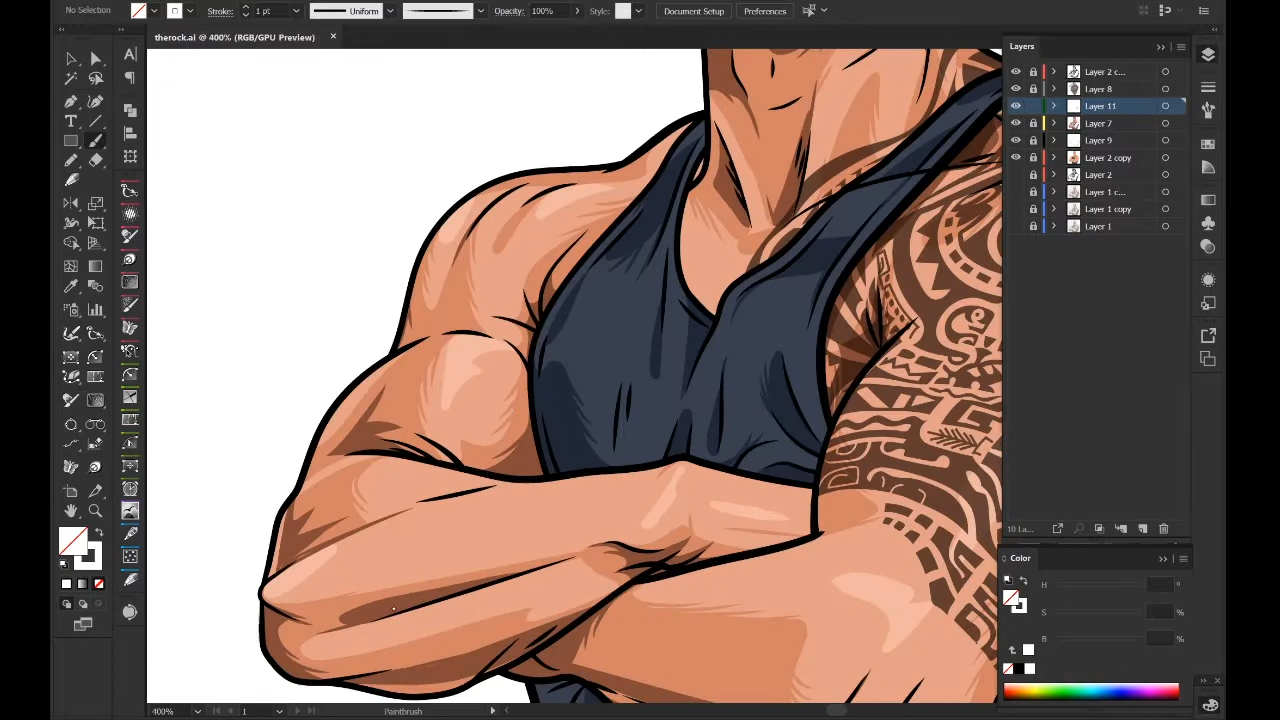 No Selection
Stroke:
1 pt
Uniform
Opacity:
100%
Style:
Document Setup
Preferences
therock.ai @ 400% (RGB/GPU Preview)
Layers
Layer 2 c...
Layer 8
Layer 11
Layer 7
Layer 9
Layer 2 copy
Layer 2
Layer 1 c...
Layer 1 copy
Layer 1
10 La...
Color
H
°
S
%
B
%
400%
1
Paintbrush